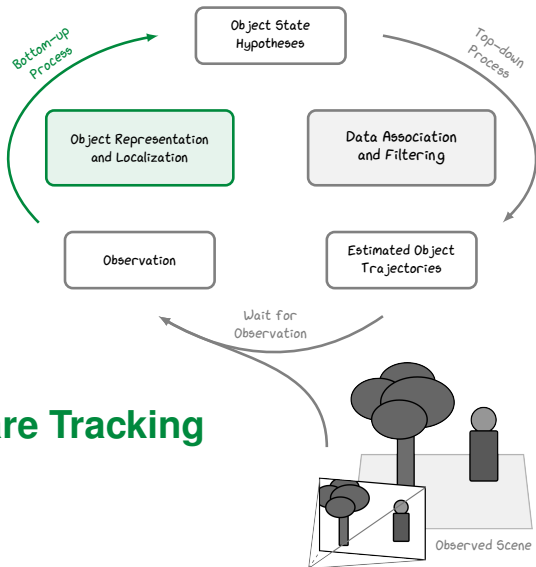 Object State
Hypotheses
Bottom-up
Process
Top-down
Process
Object Representation
and Localization
Data Association
and Filtering
Observation
Estimated Object
Trajectories
Wait for
Observation
are Tracking
Observed Scene